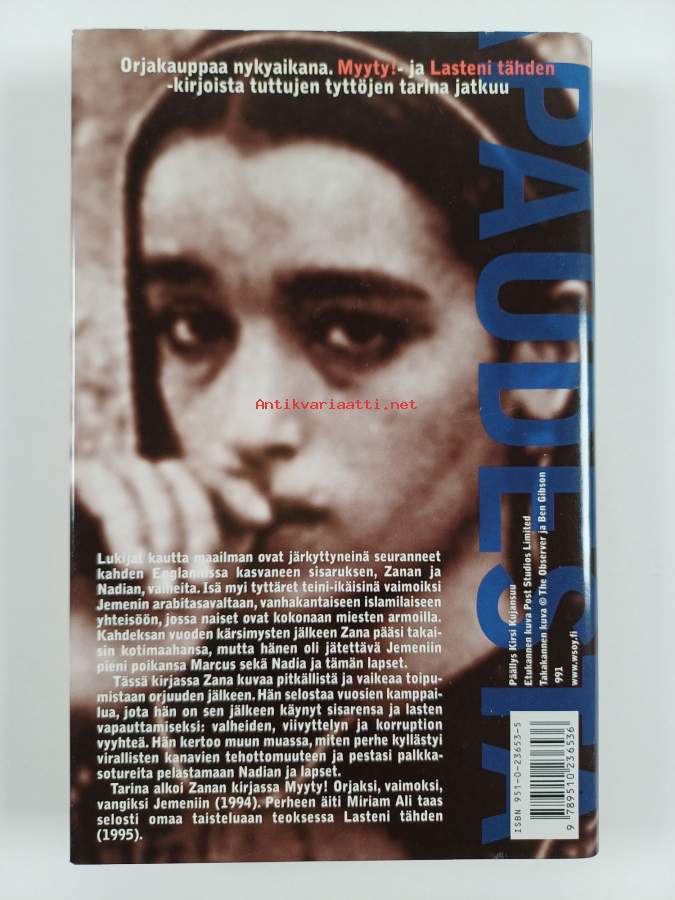 Orjakauppaa nykyaikana. Myyty!- ja Lasteni tähden
-kirjoista tuttujen tyttöjen tarina jatkuu
APAUDESTA
Antikvariaatti.net
Lukijat kautta maailman ovat järkyttyneinä seuranneet
kahden Englannissa kasvaneen sisaruksen, Zanan ja
Nadian, vaiheita. Isä myi tyttäret teini-ikäisinä vaimoiksi
Jemenin arabitasavaltaan, vanhakantaiseen islamilaiseen
yhteisöön, jossa naiset ovat kokonaan miesten armoilla.
Kahdeksan vuoden kärsimysten jälkeen Zana pääsi takai-
sin kotimaahansa, mutta hänen oli jätettävä Jemeniin
pieni poikansa Marcus sekä Nadia ja tämän lapset.
Tässä kirjassa Zana kuvaa pitkällistä ja vaikeaa toipu-
mistaan orjuuden jälkeen. Hän selostaa vuosien kamppai-
lua, jota hän on sen jälkeen käynyt sisarensa ja lasten
vapauttamiseksi: valheiden, viivyttelyn ja korruption
vyyhteä. Hän kertoo muun muassa, miten perhe kyllästyi
virallisten kanavien tehottomuuteen ja pestasi palkka-
sotureita pelastamaan Nadian ja lapset.
Tarina alkoi Zanan kirjassa Myyty! Orjaksi, vaimoksi,
vangiksi Jemeniin (1994). Perheen äiti Miriam Ali taas
selosti omaa taisteluaan teoksessa Lasteni tähden
(1995).
Päällys Kirsi Kujansuu
Etukannen kuva Post Studios Limited
Takakannen kuva © The Observer ja Ben Gibson
991
www.wsoy.fi
ISBN 951-0-23653-5
9 789510 236536